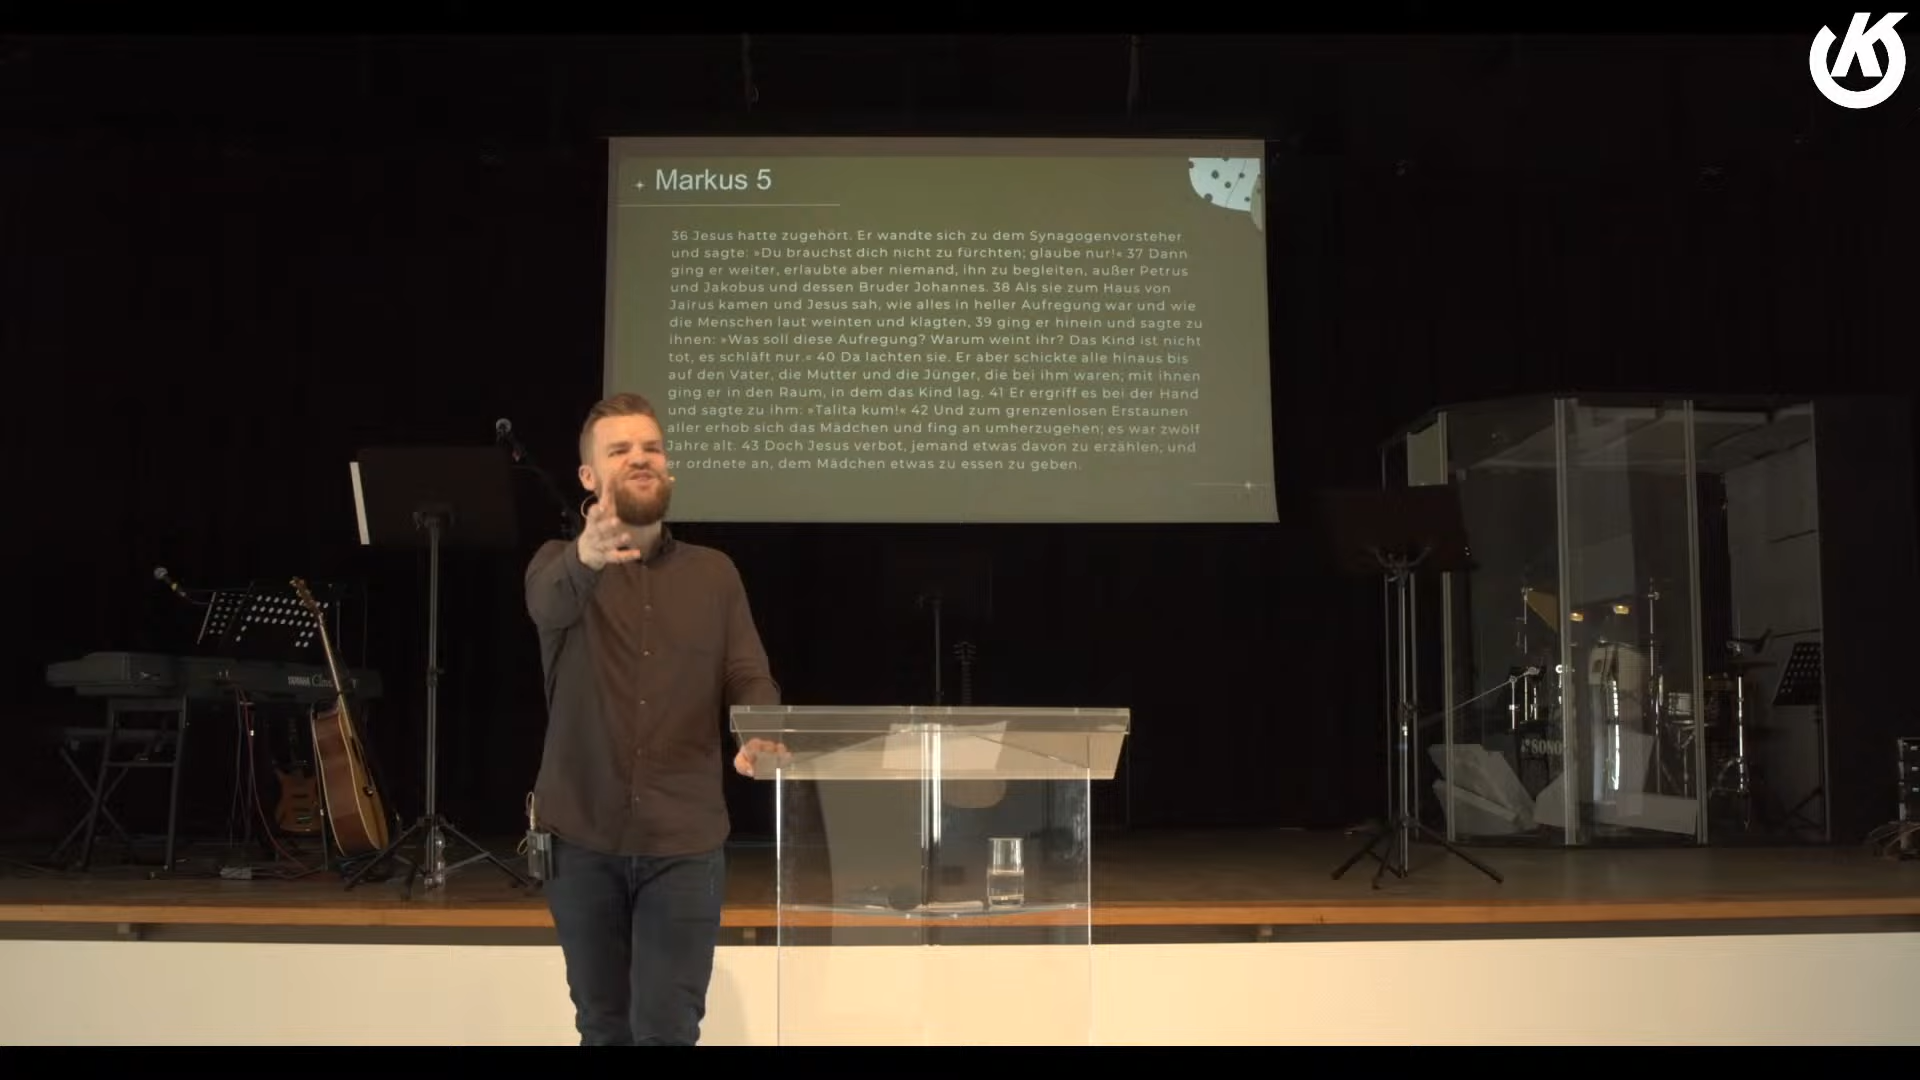 Markus 5
36 Jesus hatte zugehört. Er wandte sich zu dem Synagogenvorsteher
und sagte: »Du brauchst dich nicht zu fürchten; glaube nur!« 37 Dann
ging er weiter, erlaubte aber niemand, ihn zu begleiten, außer Petrus
und Jakobus und dessen Bruder Johannes. 38 Als sie zum Haus von
Jaïrus kamen und Jesus sah, wie alles in heller Aufregung war und wie
die Menschen laut weinten und klagten, 39 ging er hinein und sagte zu
ihnen: »Was soll diese Aufregung? Warum weint ihr? Das Kind ist nicht
tot, es schläft nur.« 40 Da lachten sie. Er aber schickte alle hinaus bis
auf den Vater, die Mutter und die Jünger, die bei ihm waren; mit ihnen
ging er in den Raum, in dem das Kind lag. 41 Er ergriff es bei der Hand
und sagte zu ihm: »Talita kum!« 42 Und zum grenzenlosen Erstaunen
aller erhob sich das Mädchen und fing an umherzugehen; es war zwölf
Jahre alt. 43 Doch Jesus verbot, jemand etwas davon zu erzählen, und
er ordnete an, dem Mädchen etwas zu essen zu geben.
YAMAHA
SONO
K